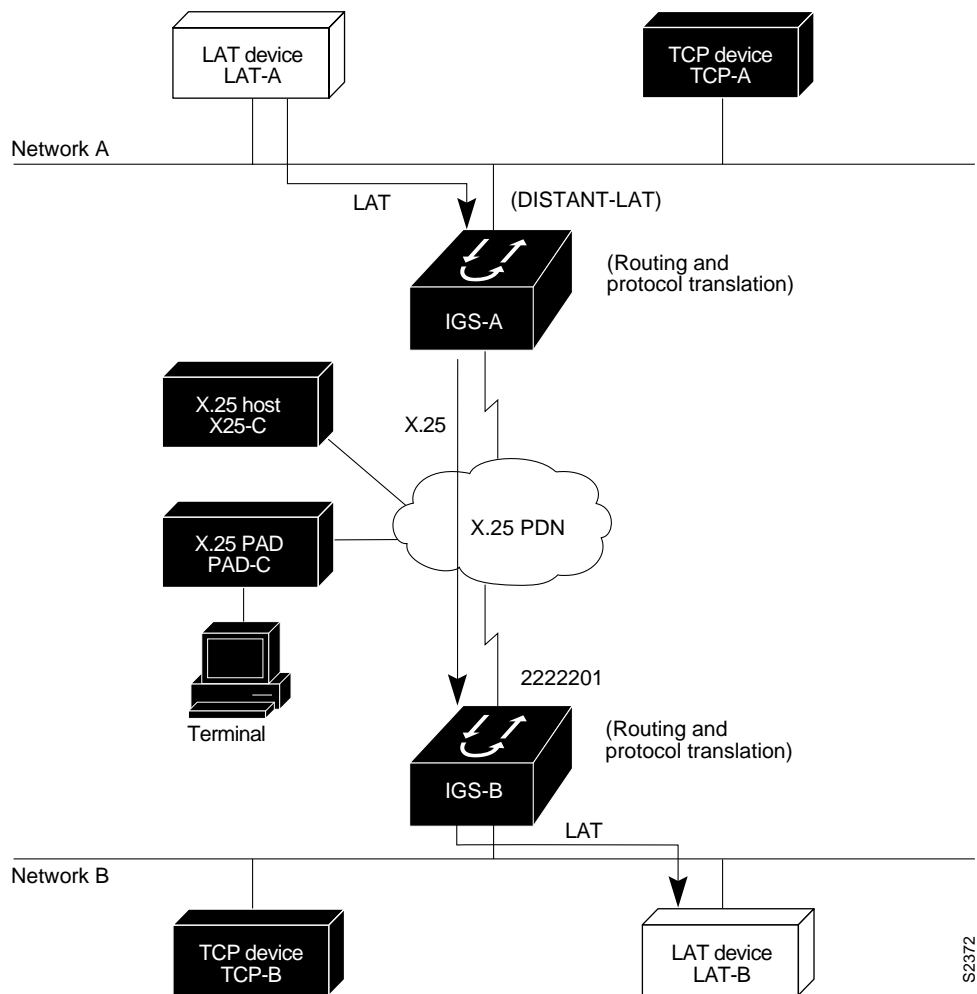 LAT device
LAT-A
TCP device
TCP-A
Network A
LAT
(DISTANT-LAT)
(Routing and
protocol translation)
IGS-A
X.25 host
X25-C
X.25
X.25 PDN
X.25 PAD
PAD-C
2222201
Terminal
(Routing and
protocol translation)
IGS-B
LAT
Network B
TCP device
TCP-B
LAT device
LAT-B
S2372